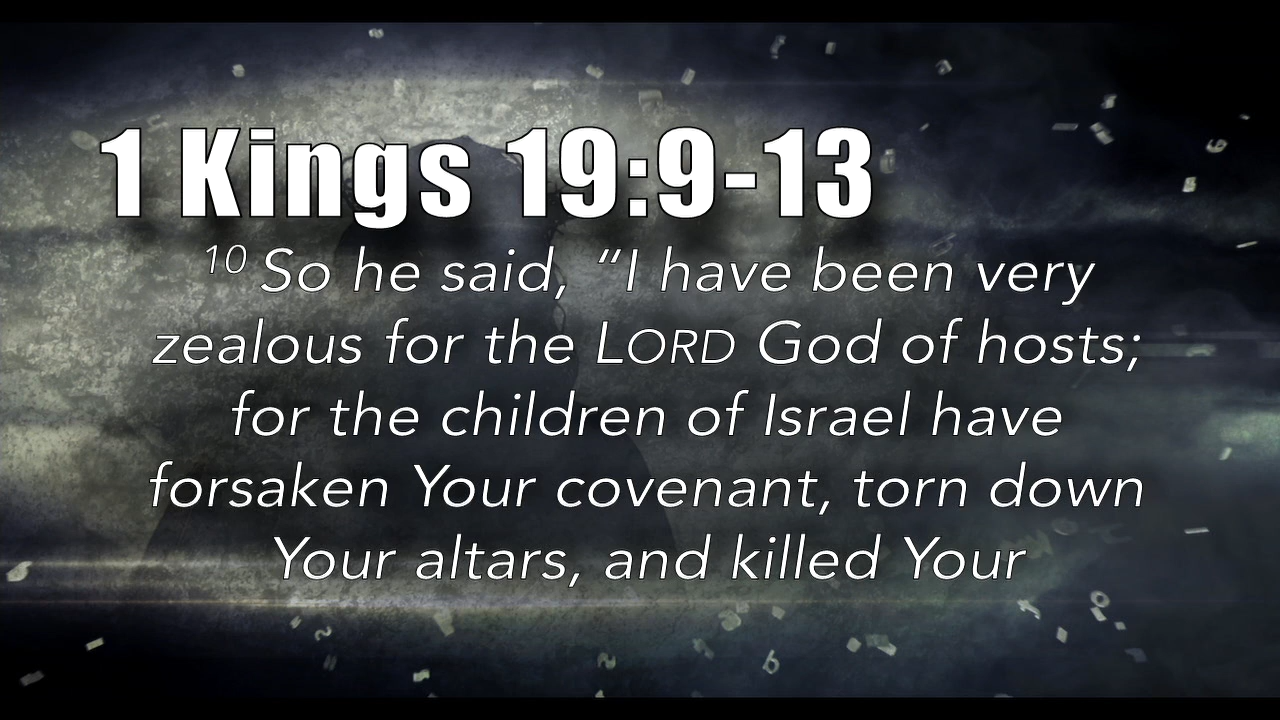 1 Kings 19:9-13
10 So he said, “I have been very
zealous for the LORD God of hosts;
for the children of Israel have
forsaken Your covenant, torn down
Your altars, and killed Your